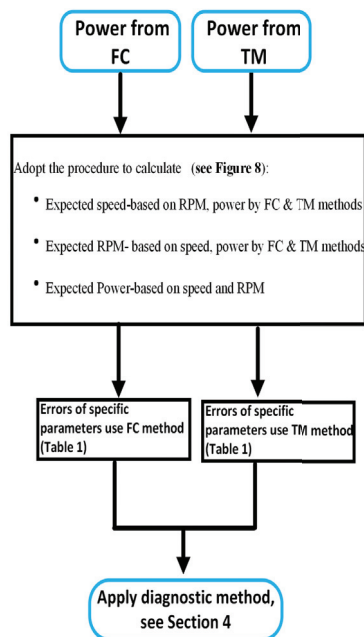 Power from
FC
Power from
TM
Adopt the procedure to calculate (see Figure 8):
• Expected speed-based on RPM, power by FC & TM methods
• Expected RPM- based on speed, power by FC & TM methods
• Expected Power-based on speed and RPM
Errors of specific
parameters use FC method
(Table 1)
Errors of specific
parameters use TM method
(Table 1)
Apply diagnostic method,
see Section 4